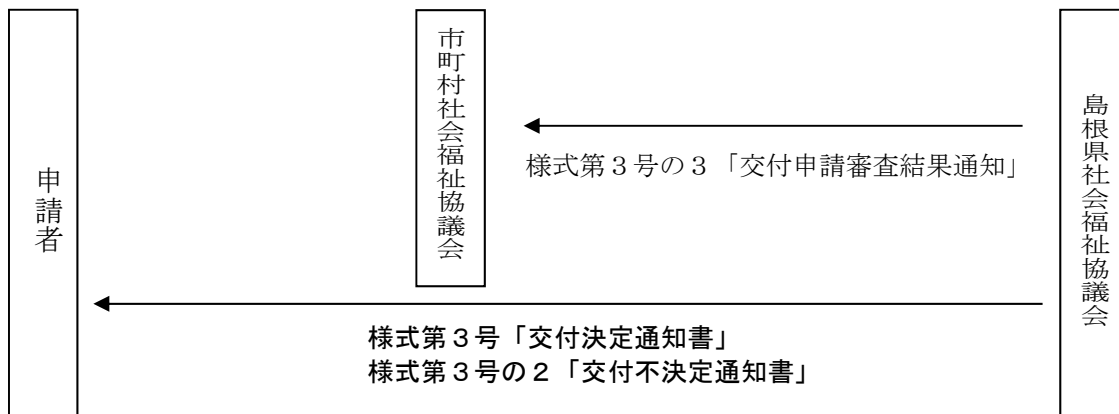 申請者
市町村社会福祉協議会
島根県社会福祉協議会
様式第3号の3「交付申請審査結果通知」
様式第3号「交付決定通知書」
様式第3号の2「交付不決定通知書」